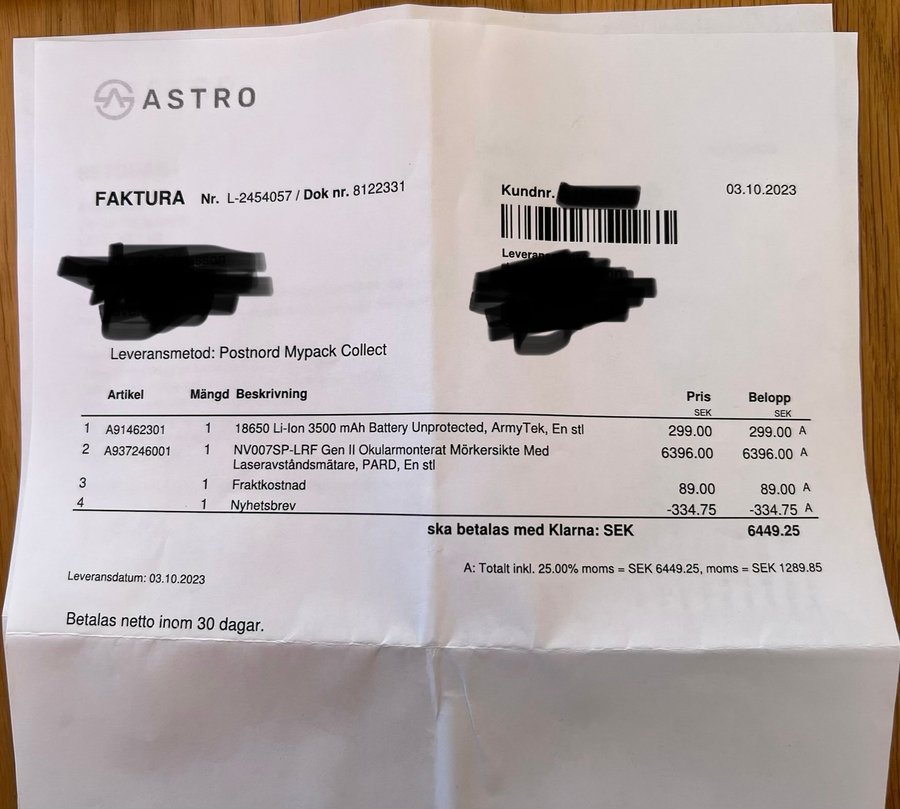 ASTRO
FAKTURA Nr. L-2454057 / Dok nr. 8122331
Kundnr.
03.10.2023
Leveran
Leveransmetod: Postnord Mypack Collect
Artikel Mängd Beskrivning Pris Belopp
SEK SEK
1 A91462301 1 18650 Li-Ion 3500 mAh Battery Unprotected, ArmyTek, En stl 299.00 299.00 A
2 A937246001 1 NV007SP-LRF Gen II Okularmonterat Mörkersikte Med 6396.00 6396.00 A
Laseravståndsmätare, PARD, En stl
3 1 Fraktkostnad 89.00 89.00 A
4 1 Nyhetsbrev -334.75 -334.75 A
ska betalas med Klarna: SEK 6449.25
A: Totalt inkl. 25.00% moms = SEK 6449.25, moms = SEK 1289.85
Leveransdatum: 03.10.2023
Betalas netto inom 30 dagar.